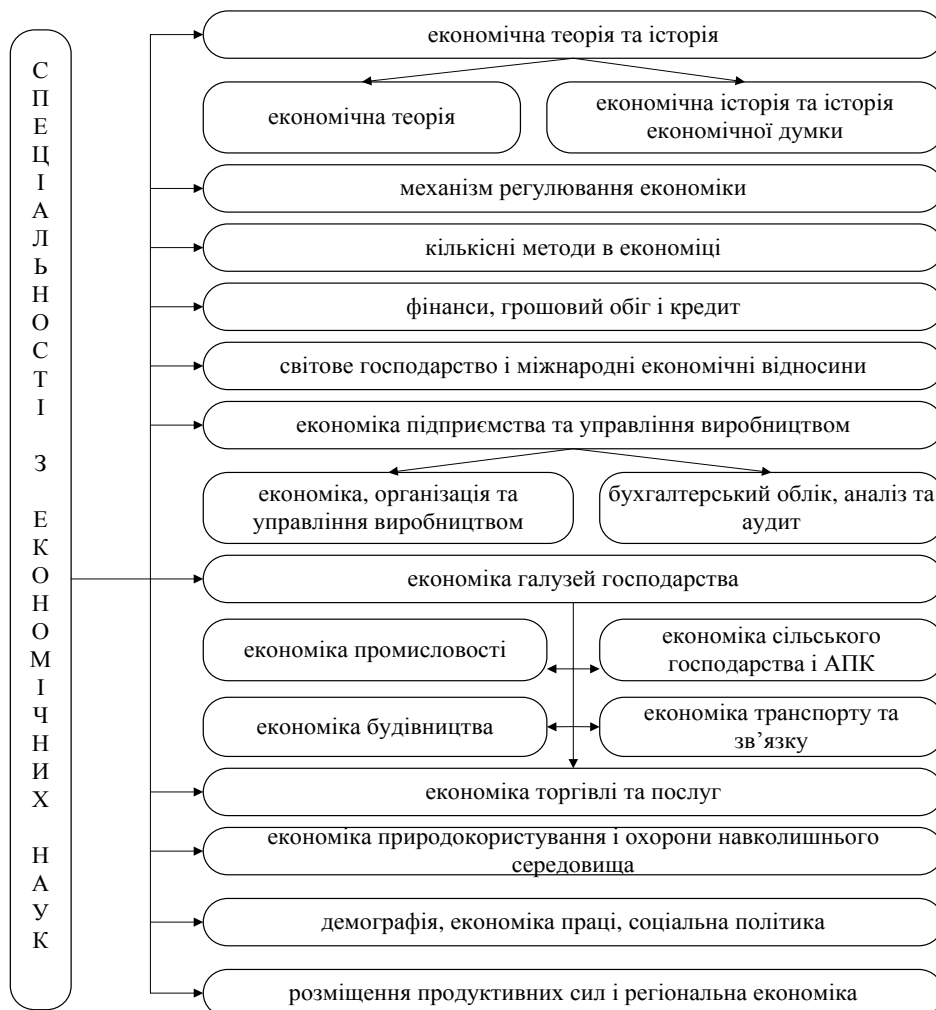 СПЕЦІАЛЬНОСТІ З ЕКОНОМІЧНИХ НАУК
економічна теорія та історія
економічна теорія
економічна історія та історія
економічної думки
механізм регулювання економіки
кількісні методи в економіці
фінанси, грошовий обіг і кредит
світове господарство і міжнародні економічні відносини
економіка підприємства та управління виробництвом
економіка, організація та
управління виробництвом
бухгалтерський облік, аналіз та
аудит
економіка галузей господарства
економіка промисловості
економіка сільського
господарства і АПК
економіка будівництва
економіка транспорту та
зв’язку
економіка торгівлі та послуг
економіка природокористування і охорони навколишнього
середовища
демографія, економіка праці, соціальна політика
розміщення продуктивних сил і регіональна економіка